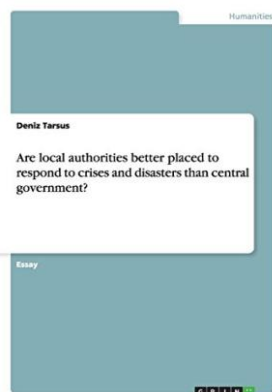 Humanities
Deniz Tarsus
Are local authorities better placed to
respond to crises and disasters than central
government?
Essay
G R I N